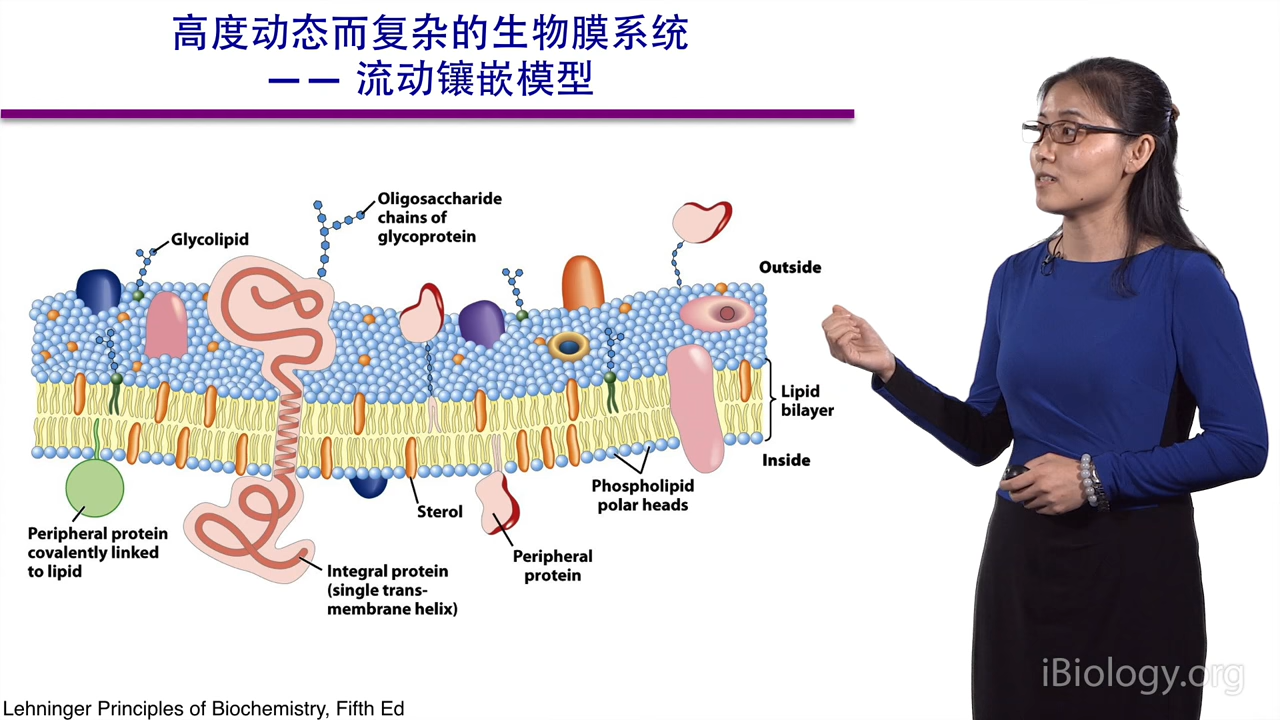 高度动态而复杂的生物膜系统
—— 流动镶嵌模型
Oligosaccharide
chains of
glycoprotein
Glycolipid
Outside
Lipid
bilayer
Inside
Phospholipid
polar heads
Sterol
Peripheral protein
covalently linked
to lipid
Peripheral
protein
Integral protein
(single trans-
membrane helix)
iBiology.org
Lehninger Principles of Biochemistry, Fifth Ed